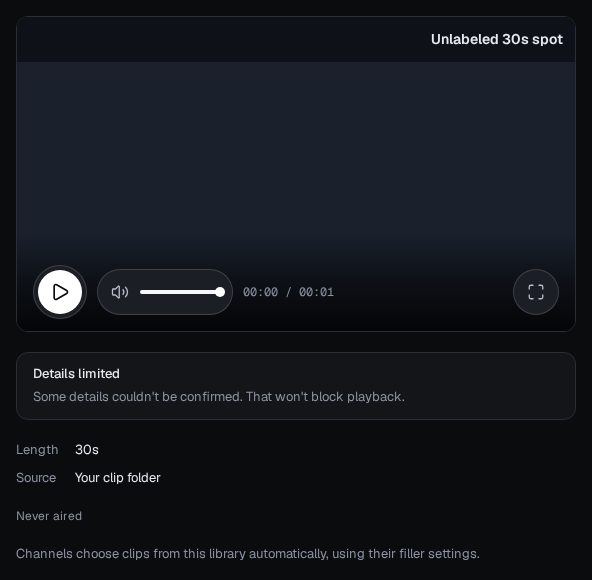 Unlabeled 30s spot
00:00 / 00:01
Details limited
Some details couldn't be confirmed. That won't block playback.
Length 30s
Source Your clip folder
Never aired
Channels choose clips from this library automatically, using their filler settings.